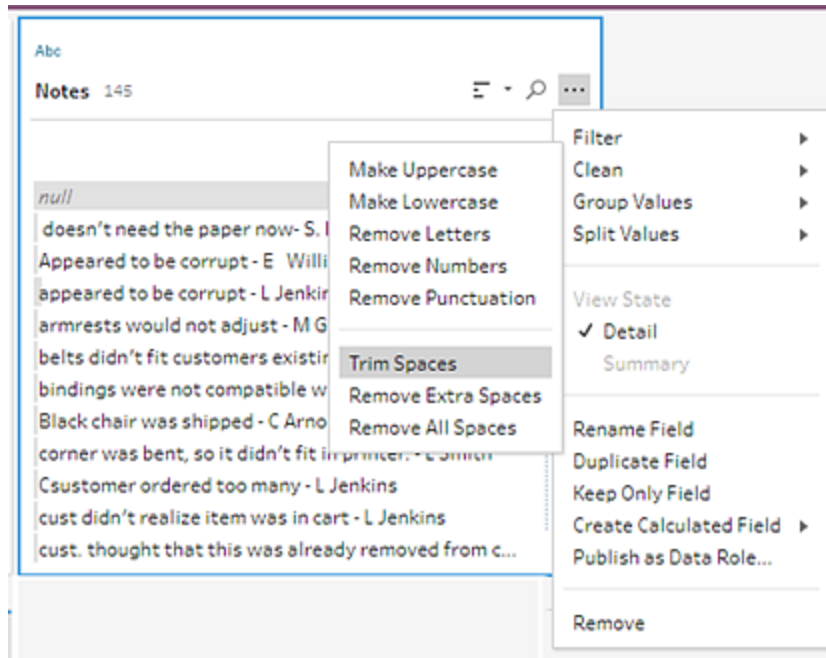 Abc
Notes 145
null
doesn't need the paper now- S.
Appeared to be corrupt - E Willi
appeared to be corrupt - L Jenkin
armrests would not adjust - M G
belts didn't fit customers existin
bindings were not compatible w
Black chair was shipped - C Arno
corner was bent, so it didn't fit in printer. - L Smith
Csustomer ordered too many - L Jenkins
cust didn't realize item was in cart - L Jenkins
cust. thought that this was already removed from c...
Make Uppercase
Make Lowercase
Remove Letters
Remove Numbers
Remove Punctuation
Trim Spaces
Remove Extra Spaces
Remove All Spaces
Filter
Clean
Group Values
Split Values
View State
✓ Detail
Summary
Rename Field
Duplicate Field
Keep Only Field
Create Calculated Field
Publish as Data Role...
Remove